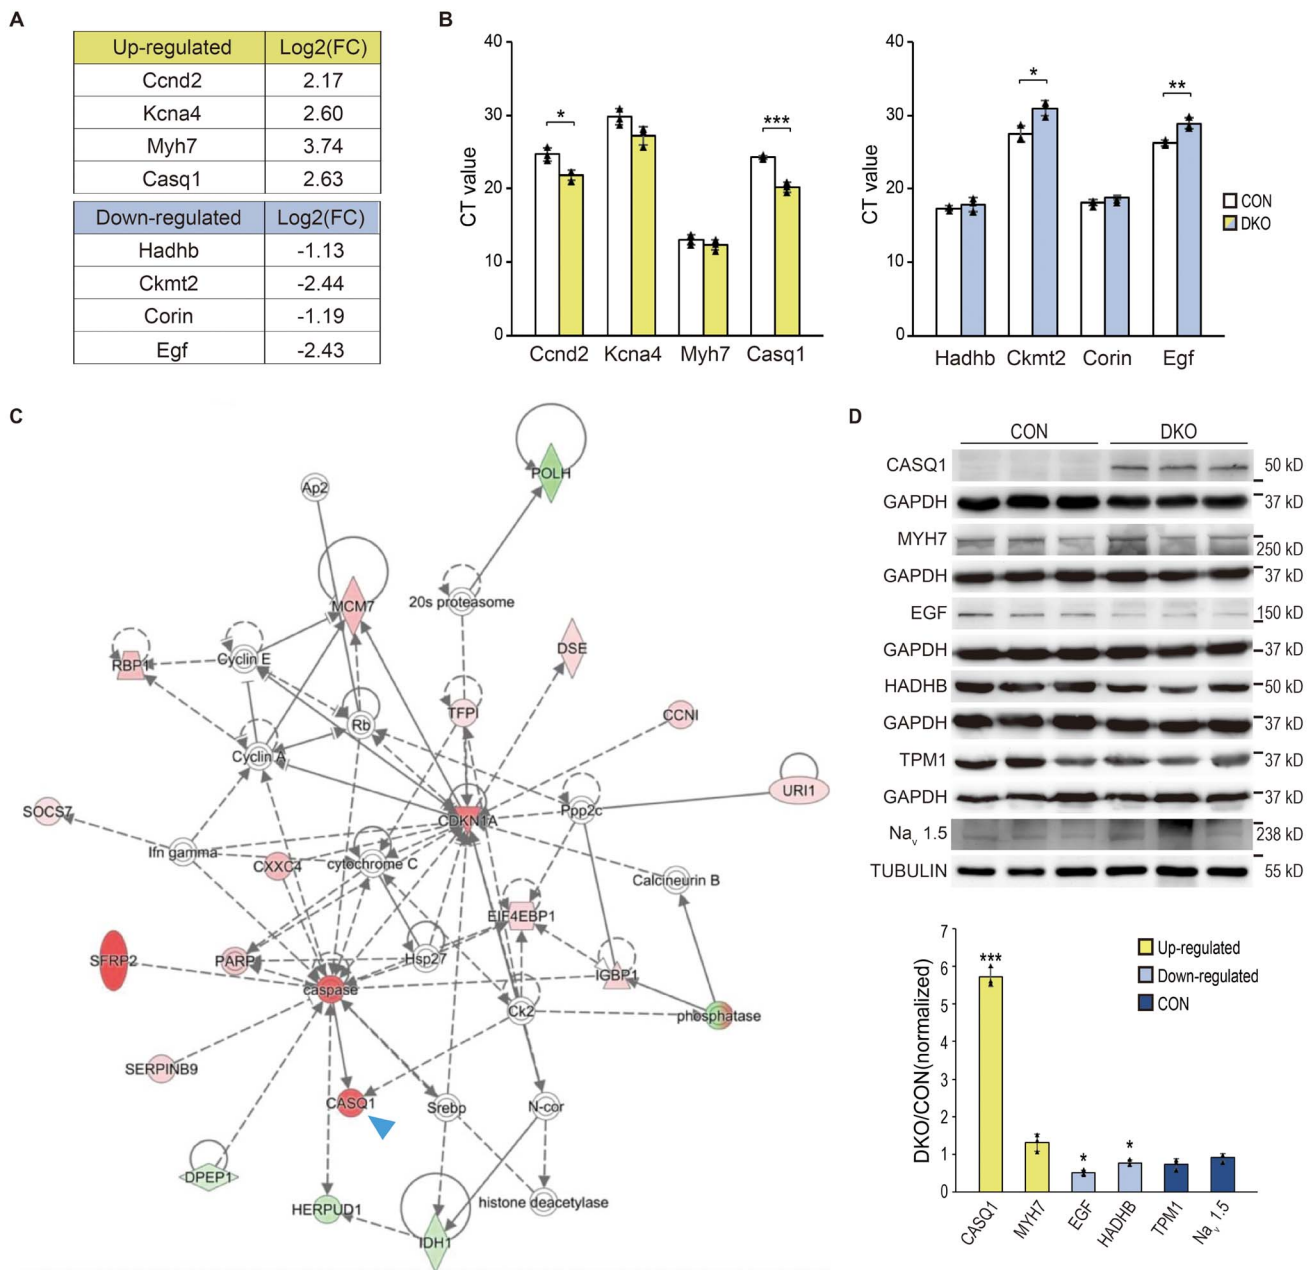 A
Up-regulated Log2(FC)
Ccnd2 2.17
Kcna4 2.60
Myh7 3.74
Casq1 2.63
Down-regulated Log2(FC)
Hadhb -1.13
Ckmt2 -2.44
Corin -1.19
Egf -2.43
B
CT value
40
30
20
10
0
*
***
Ccnd2 Kcna4 Myh7 Casq1
CT value
40
30
20
10
0
*
**
Hadhb Ckmt2 Corin Egf
CON
DKO
C
POLH
Ap2
MCM7
20s proteasome
RBP1
Cyclin E
DSE
TFPI
CCNI
Rb
Cyclin A
URI1
SOCS7
CDKN1A
Ppp2c
Ifn gamma
CXXC4
cytochrome C
Calcineurin B
EIF4EBP1
SFRP2
PARP
Hsp27
IGBP1
caspase
Ck2
phosphatase
SERPINB9
CASQ1
Srebp
N-cor
DPEP1
HERPUD1
histone deacetylase
IDH1
D
CON DKO
CASQ1 50 kD
GAPDH 37 kD
MYH7 250 kD
GAPDH 37 kD
EGF 150 kD
GAPDH 37 kD
HADHB 50 kD
GAPDH 37 kD
TPM1 37 kD
GAPDH 37 kD
Nav 1.5 238 kD
TUBULIN 55 kD
DKO/CON(normalized)
7
6
5
4
3
2
1
0
***
*
*
Up-regulated
Down-regulated
CON
CASQ1 MYH7 EGF HADHB TPM1 Nav 1.5